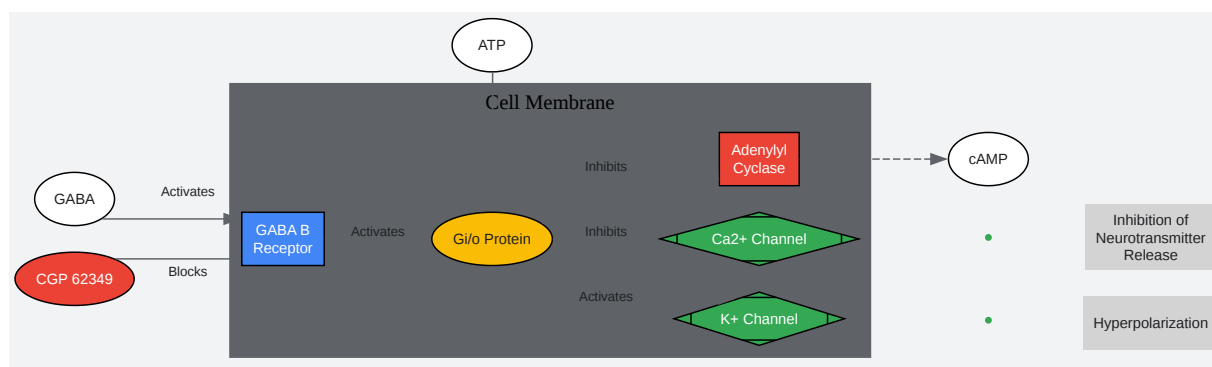 ATP
Cell Membrane
Adenylyl
Cyclase
Inhibits
cAMP
GABA
Activates
GABA B
Receptor
Activates
Gi/o Protein
Inhibits
Ca2+ Channel
Inhibition of
Neurotransmitter
Release
CGP 62349
Blocks
Activates
K+ Channel
Hyperpolarization